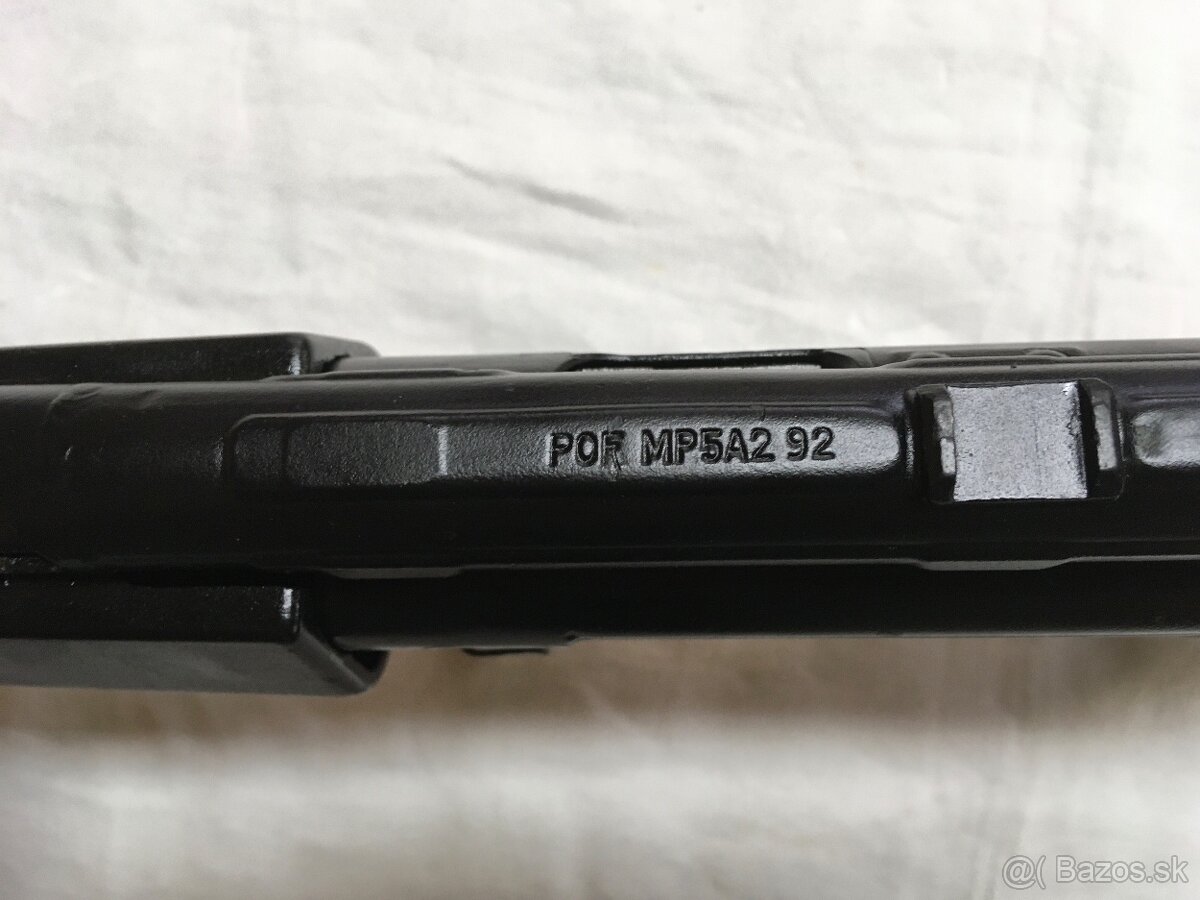 POF MP5A2 92
@( Bazos.sk